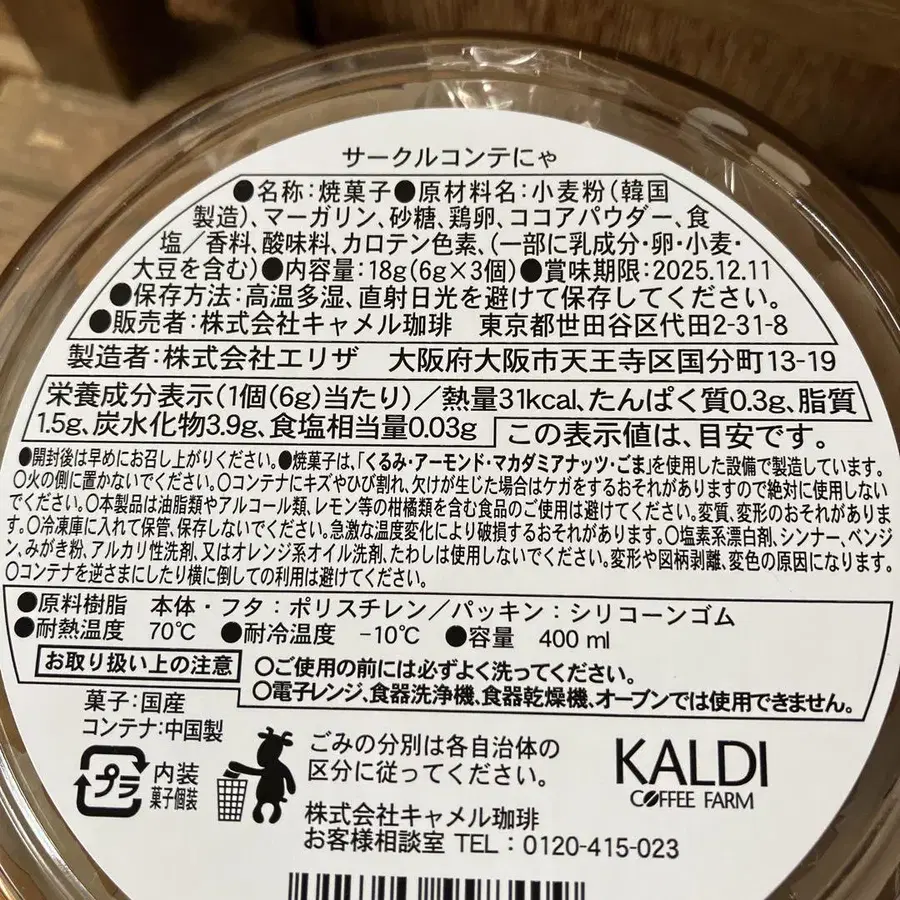 サークルコンテにゃ
●名称:焼菓子●原材料名:小麦粉(韓国
製造)、マーガリン、砂糖、鶏卵、ココアパウダー、食
塩/香料、酸味料、カロテン色素、(一部に乳成分・卵・小麦・
大豆を含む)●内容量:18g(6g×3個)●賞味期限:2025.12.11
●保存方法:高温多湿、直射日光を避けて保存してください。
●販売者:株式会社キャメル珈琲 東京都世田谷区代田2-31-8
製造者:株式会社エリザ 大阪府大阪市天王寺区国分町13-19
栄養成分表示(1個(6g)当たり)/熱量31kcal、たんぱく質0.3g、脂質
1.5g、炭水化物3.9g、食塩相当量0.03g この表示値は、目安です。
●開封後は早めにお召し上がりください。●焼菓子は、「くるみ・アーモンド・マカダミアナッツ・ごま」を使用した設備で製造しています。
○火の側に置かないでください。○コンテナにキズやひび割れ、欠けが生じた場合はケガをするおそれがありますので絶対に使用しない
でください。○本製品は油脂類やアルコール類、レモン等の柑橘類を含む食品のご使用は避けてください。変質、変形のおそれがありま
す。○冷凍庫に入れて保管、保存しないでください。急激な温度変化により破損するおそれがあります。○塩素系漂白剤、シンナー、ベンジ
ン、みがき粉、アルカリ性洗剤、又はオレンジ系オイル洗剤、たわしは使用しないでください。変形や図柄剥離、変色の原因になります。
○コンテナを逆さまにしたり横に倒しての利用は避けてください。
●原料樹脂 本体・フタ:ポリスチレン/パッキン:シリコーンゴム
●耐熱温度 70℃ ●耐冷温度 -10℃ ●容量 400ml
お取り扱い上の注意 ○ご使用の前には必ずよく洗ってください。
○電子レンジ、食器洗浄機、食器乾燥機、オーブンでは使用できません。
菓子:国産
コンテナ:中国製
プラ 内装
菓子個装
ごみの分別は各自治体の
区分に従ってください。
KALDI
COFFEE FARM
株式会社キャメル珈琲
お客様相談室 TEL:0120-415-023